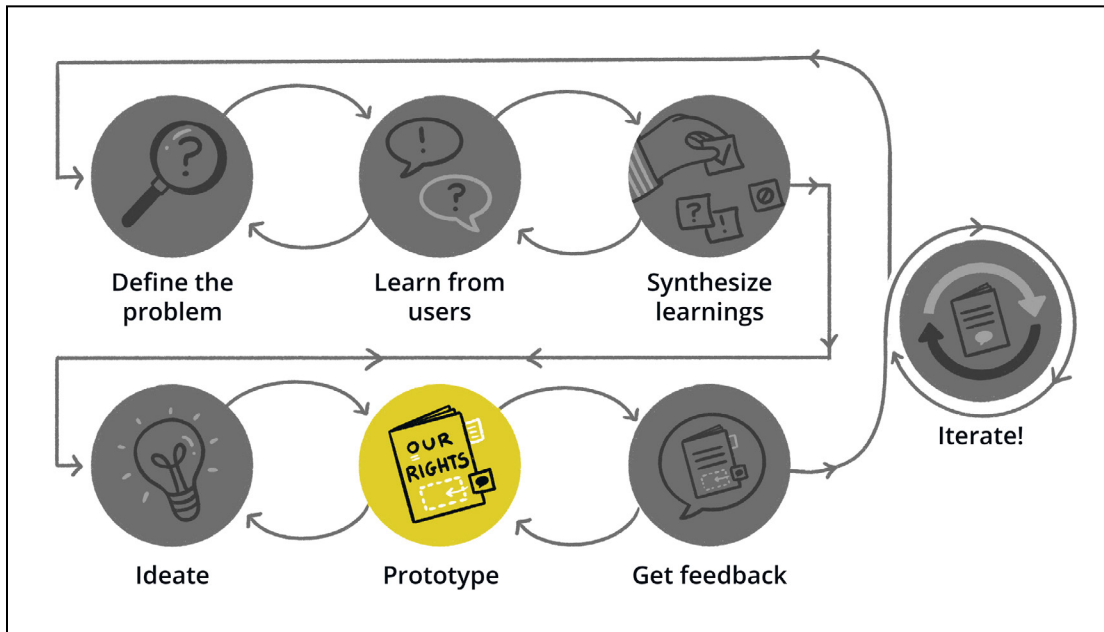 Define the
problem
Learn from
users
Synthesize
learnings
Iterate!
OUR
RIGHTS
Ideate
Prototype
Get feedback